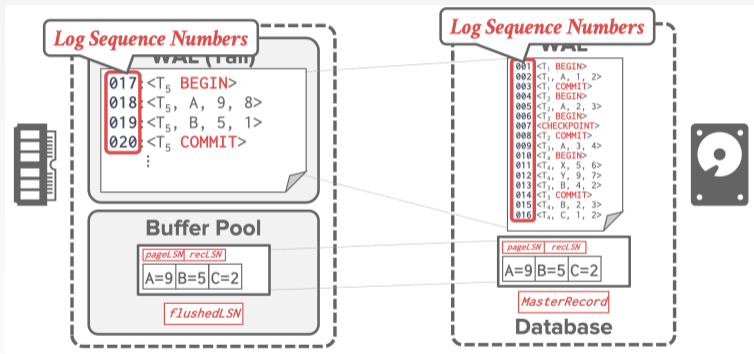 Log Sequence Numbers
WAL (Tail)
017:<T5 BEGIN>
018:<T5, A, 9, 8>
019:<T5, B, 5, 1>
020:<T5 COMMIT>
⋮
Buffer Pool
pageLSN recLSN
A=9 B=5 C=2
flushedLSN
Log Sequence Numbers
WAL
001:<T1 BEGIN>
002:<T1, A, 1, 2>
003:<T1 COMMIT>
004:<T2 BEGIN>
005:<T2, A, 2, 3>
006:<T3 BEGIN>
007:<CHECKPOINT>
008:<T2 COMMIT>
009:<T3, A, 3, 4>
010:<T4 BEGIN>
011:<T4, X, 5, 6>
012:<T4, Y, 9, 7>
013:<T3, B, 4, 2>
014:<T3 COMMIT>
015:<T4, B, 2, 3>
016:<T4, C, 1, 2>
pageLSN recLSN
A=9 B=5 C=2
MasterRecord
Database